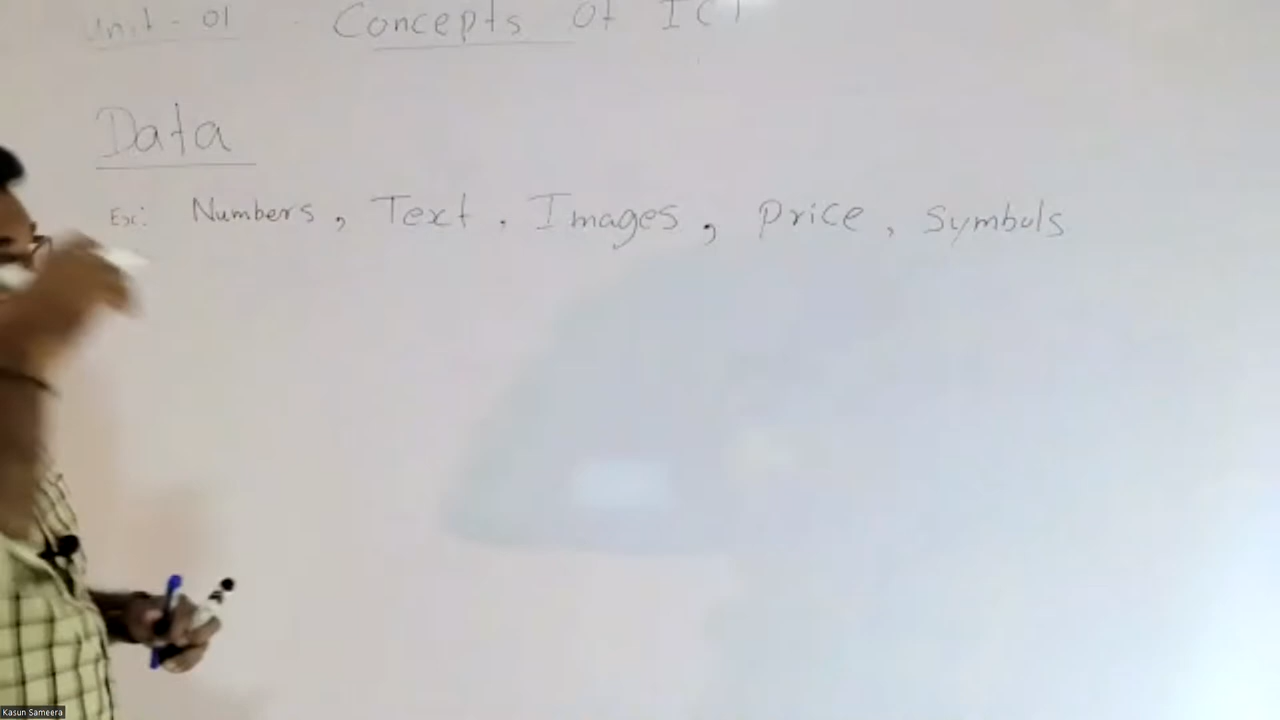 Unit - 01 Concepts of ICT
Data
Ex: Numbers, Text. Images, Price, Symbols
Kasun Sameera